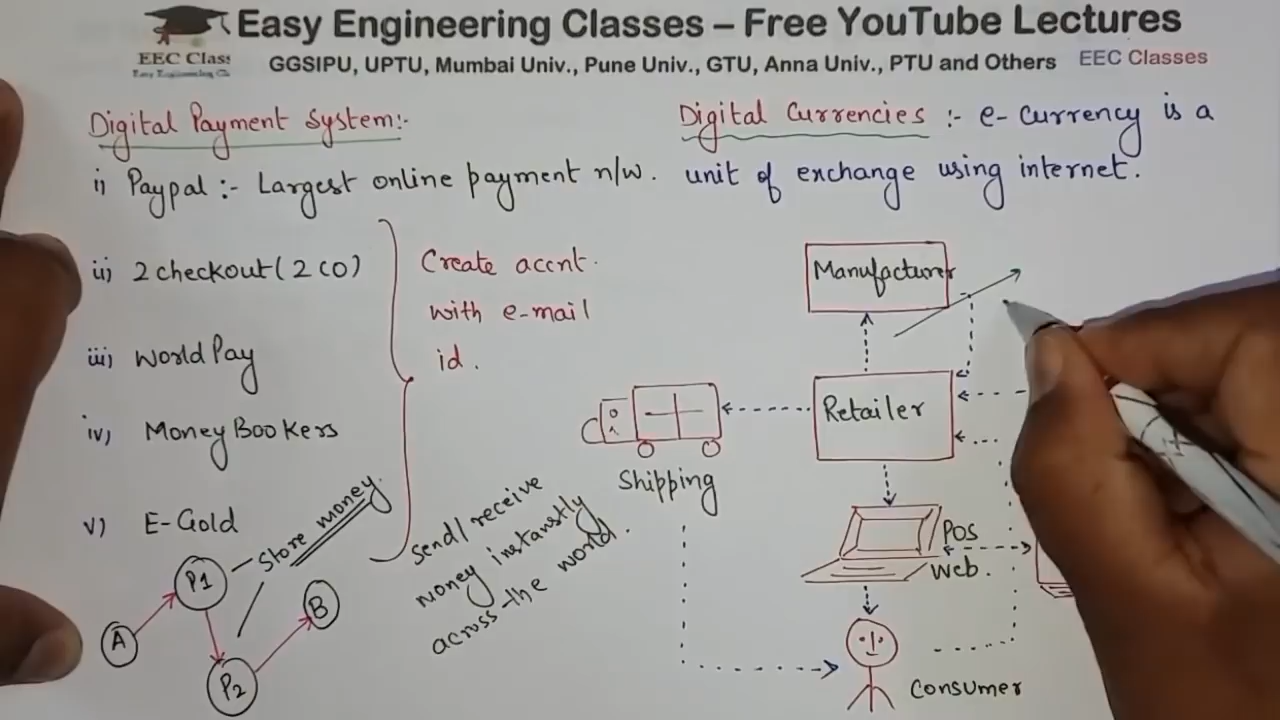 Easy Engineering Classes – Free YouTube Lectures
EEC Class
GGSIPU, UPTU, Mumbai Univ., Pune Univ., GTU, Anna Univ., PTU and Others
EEC Classes
Digital Payment System:-
i) Paypal :- Largest online payment n/w.
ii) 2checkout (2CO)
iii) WorldPay
iv) MoneyBookers
v) E-Gold
Create accnt.
with e-mail
id.
Store money
Send/receive
money instanstly
across the world.
A
P1
P2
B
Digital Currencies :- e-currency is a
unit of exchange using internet.
Manufacturer
Retailer
Shipping
POS
Web.
Consumer